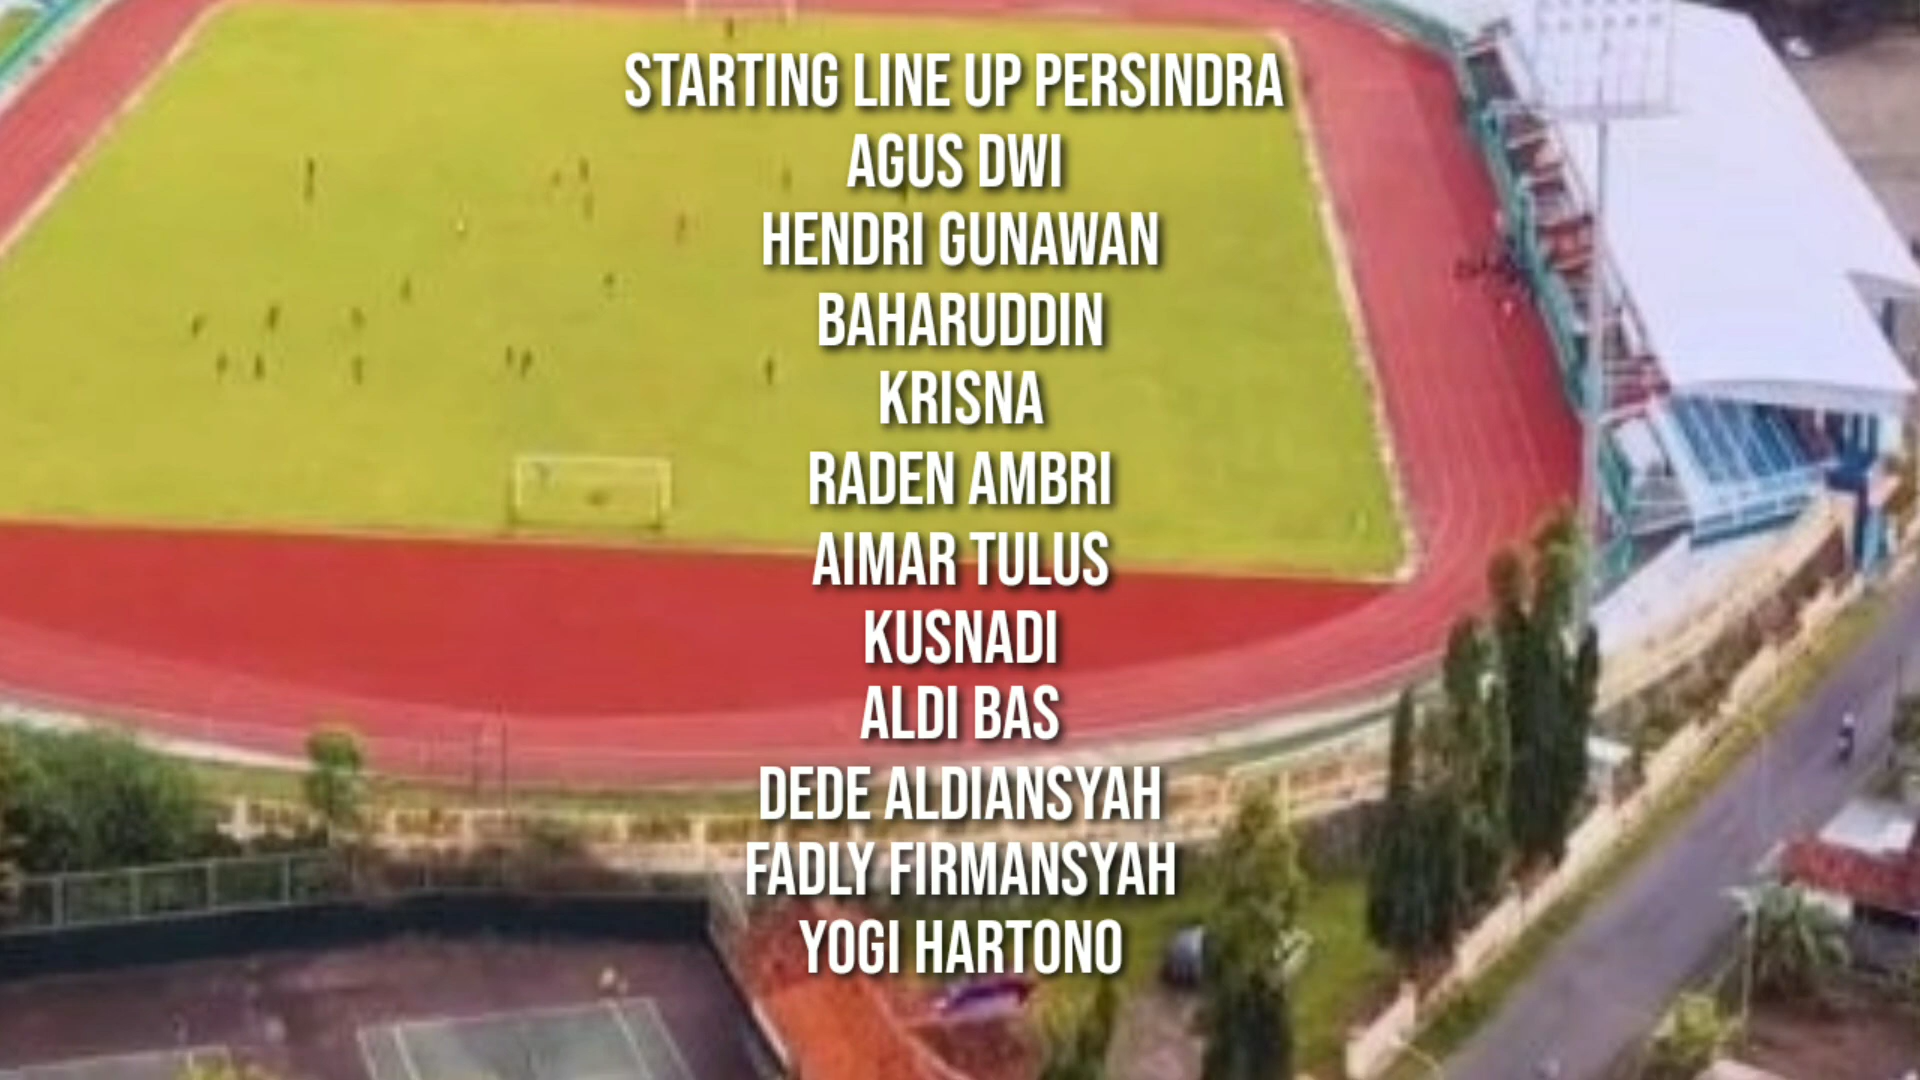 STARTING LINE UP PERSINDRA
AGUS DWI
HENDRI GUNAWAN
BAHARUDDIN
KRISNA
RADEN AMBRI
AIMAR TULUS
KUSNADI
ALDI BAS
DEDE ALDIANSYAH
FADLY FIRMANSYAH
YOGI HARTONO